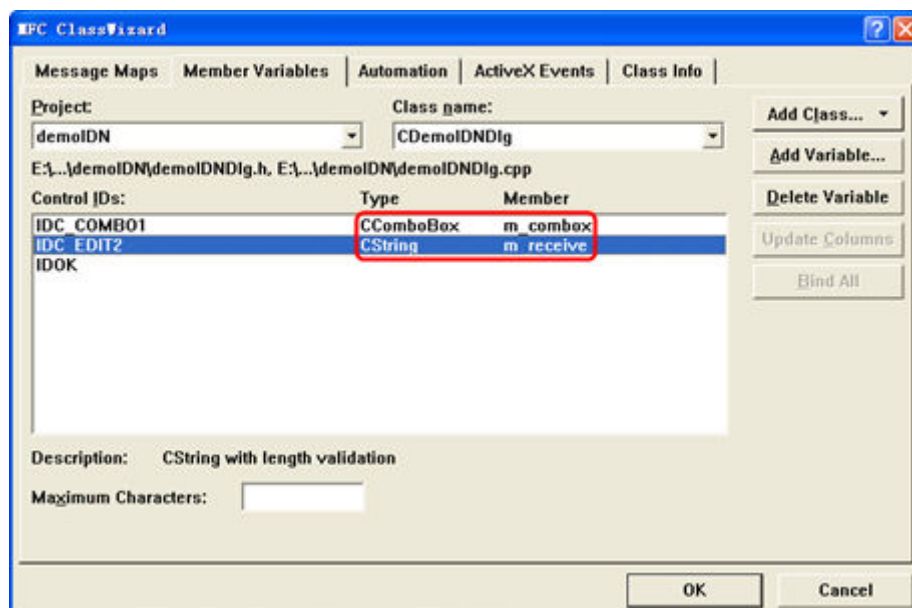 MFC ClassWizard
Message Maps Member Variables Automation ActiveX Events Class Info
Project: Class name: Add Class...
demoIDN CDemoIDNDlg
Add Variable...
E:\...\demoIDN\demoIDNDlg.h, E:\...\demoIDN\demoIDNDlg.cpp
Control IDs: Type Member Delete Variable
IDC_COMBO1 CComboBox m_combox
IDC_EDIT2 CString m_receive Update Columns
IDOK
Bind All
Description: CString with length validation
Maximum Characters:
OK Cancel